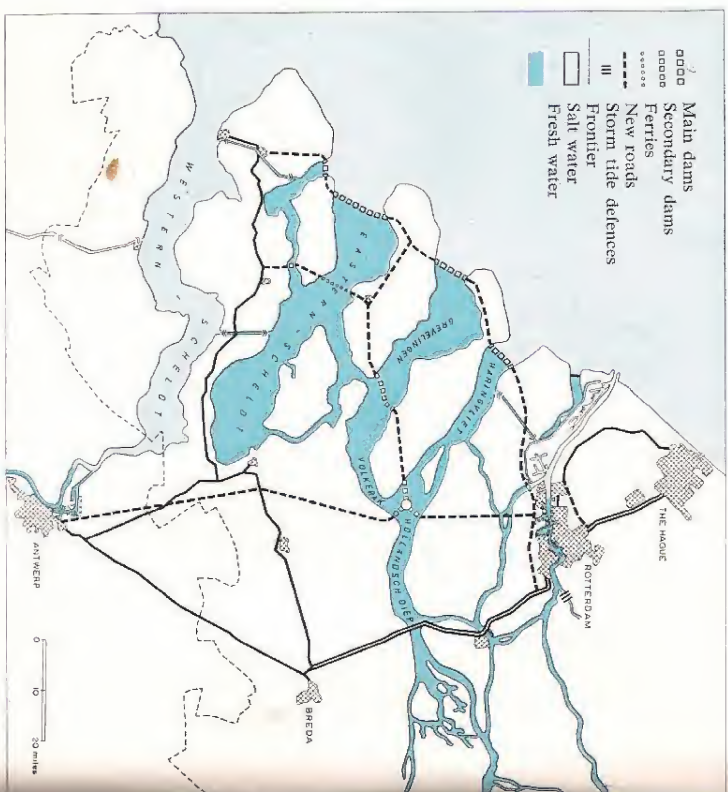 Main dams
Secondary dams
Ferries
New roads
Storm tide defences
Frontier
Salt water
Fresh water
THE HAGUE
ROTTERDAM
HARINGVLIET
GREVELINGEN
HOLLANDSCH DIEP
VOLKERAK
EASTERN - SCHELDT
BREDA
WESTERN - SCHELDT
ANTWERP
0 10 20 miles